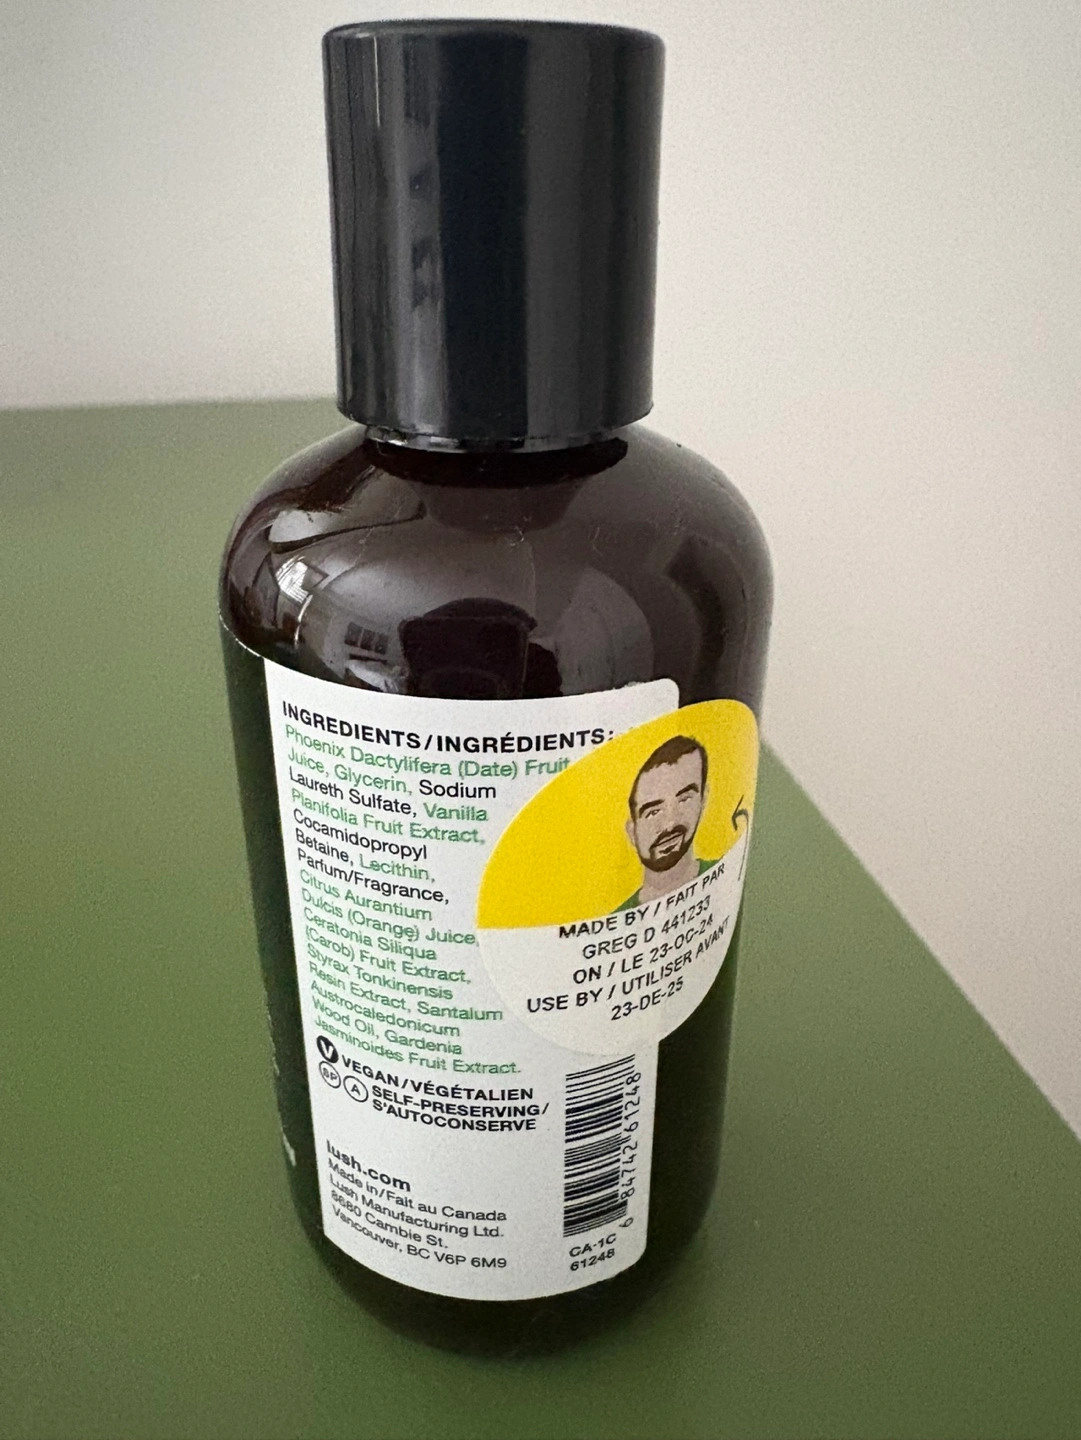 INGREDIENTS/INGRÉDIENTS:
Phoenix Dactylifera (Date) Fruit
Juice, Glycerin, Sodium
Laureth Sulfate, Vanilla
Planifolia Fruit Extract,
Cocamidopropyl
Betaine, Lecithin,
Parfum/Fragrance,
Citrus Aurantium
Dulcis (Orange) Juice,
Ceratonia Siliqua
(Carob) Fruit Extract,
Styrax Tonkinensis
Resin Extract, Santalum
Austrocaledonicum
Wood Oil, Gardenia
Jasminoides Fruit Extract.
V VEGAN/VÉGÉTALIEN
SP A SELF-PRESERVING/
S'AUTOCONSERVE
lush.com
Made in/Fait au Canada
Lush Manufacturing Ltd.
8680 Cambie St.
Vancouver, BC V6P 6M9
MADE BY / FAIT PAR
GREG D 441233
ON / LE 23-OC-24
USE BY / UTILISER AVANT
23-DE-25
6 84742 61248
CA-1C
61248